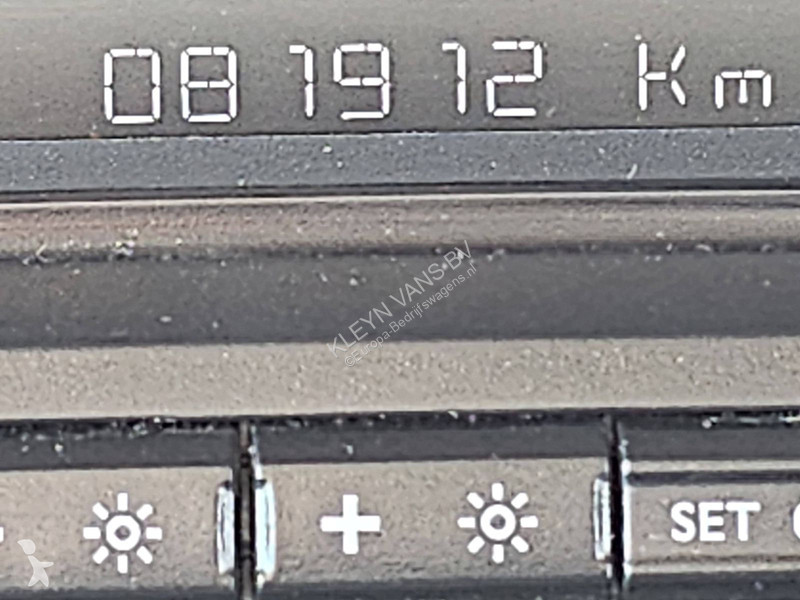 081912 Km
KLEYN VANS BV
©Europa-Bedrijfswagens.nl
+ SET